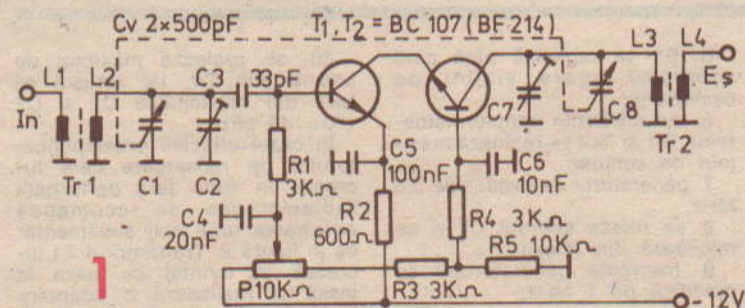 Cv 2×500pF T1, T2 = BC 107 (BF 214)
L1 L2 C3 33pF C7 L3 L4
In Es
C8 Tr 2
Tr 1 C1 C2 R1 3KΩ C5 100nF C6 10nF
C4 20nF R2 600Ω R4 3KΩ R5 10KΩ
P10KΩ R3 3KΩ
-12V